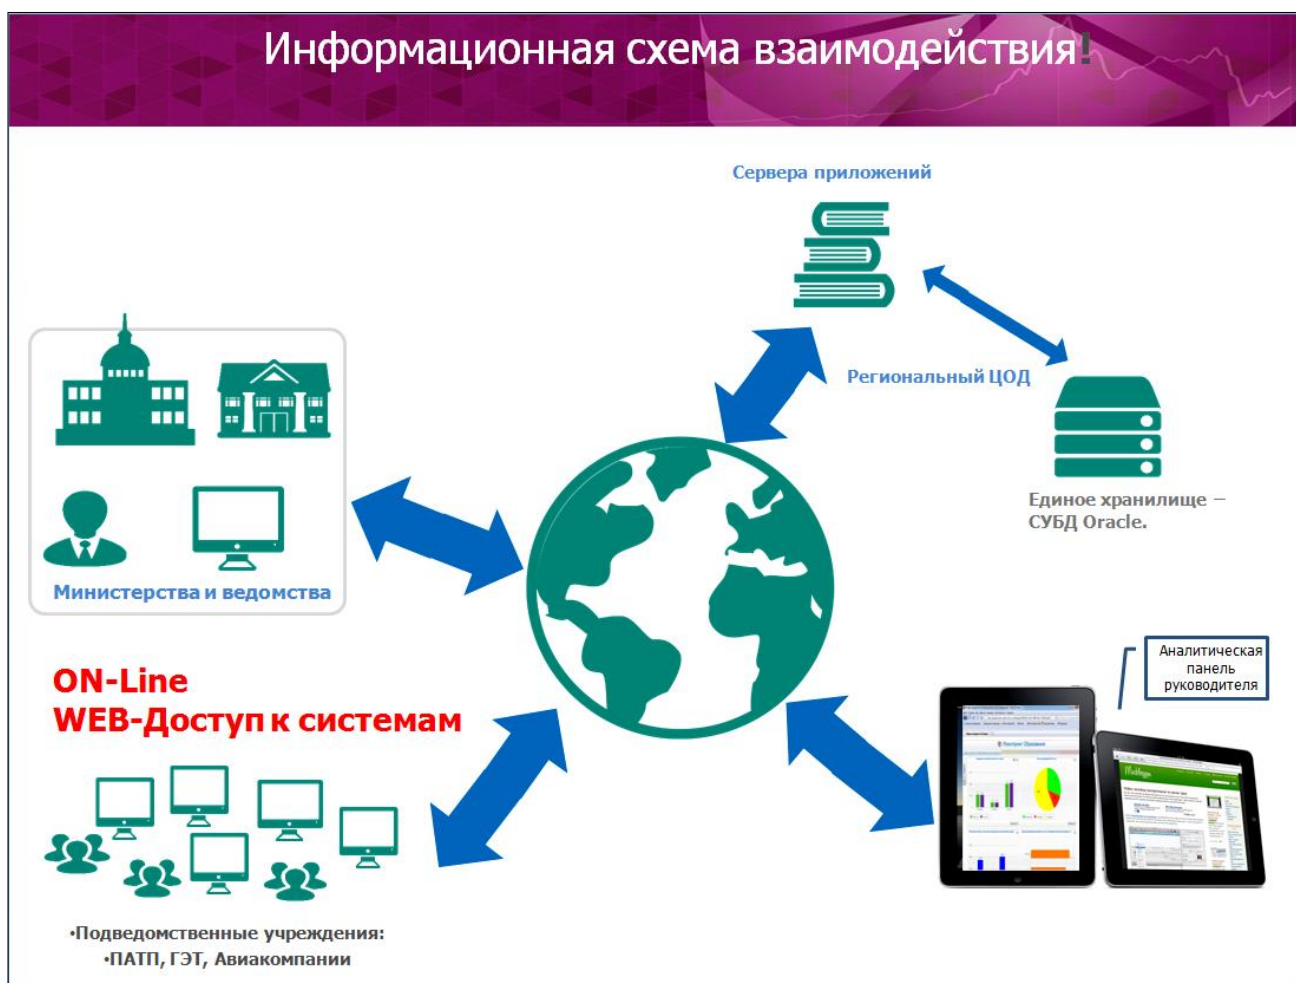 Информационная схема взаимодействия!
Сервера приложений
Региональный ЦОД
Единое хранилище –
СУБД Oracle.
Министерства и ведомства
ON-Line
WEB-Доступ к системам
Аналитическая
панель
руководителя
•Подведомственные учреждения:
•ПАТП, ГЭТ, Авиакомпании